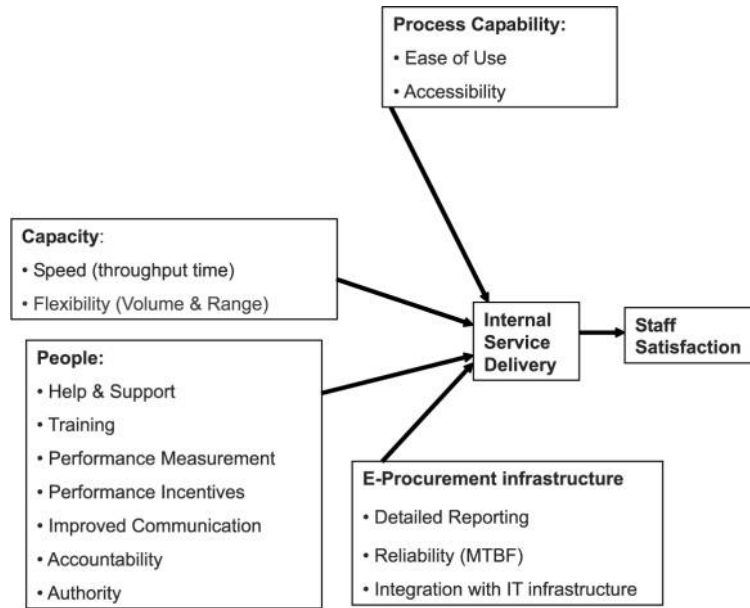 Process Capability:
• Ease of Use
• Accessibility
Capacity:
• Speed (throughput time)
• Flexibility (Volume & Range)
People:
• Help & Support
• Training
• Performance Measurement
• Performance Incentives
• Improved Communication
• Accountability
• Authority
Internal
Service
Delivery
Staff
Satisfaction
E-Procurement infrastructure
• Detailed Reporting
• Reliability (MTBF)
• Integration with IT infrastructure